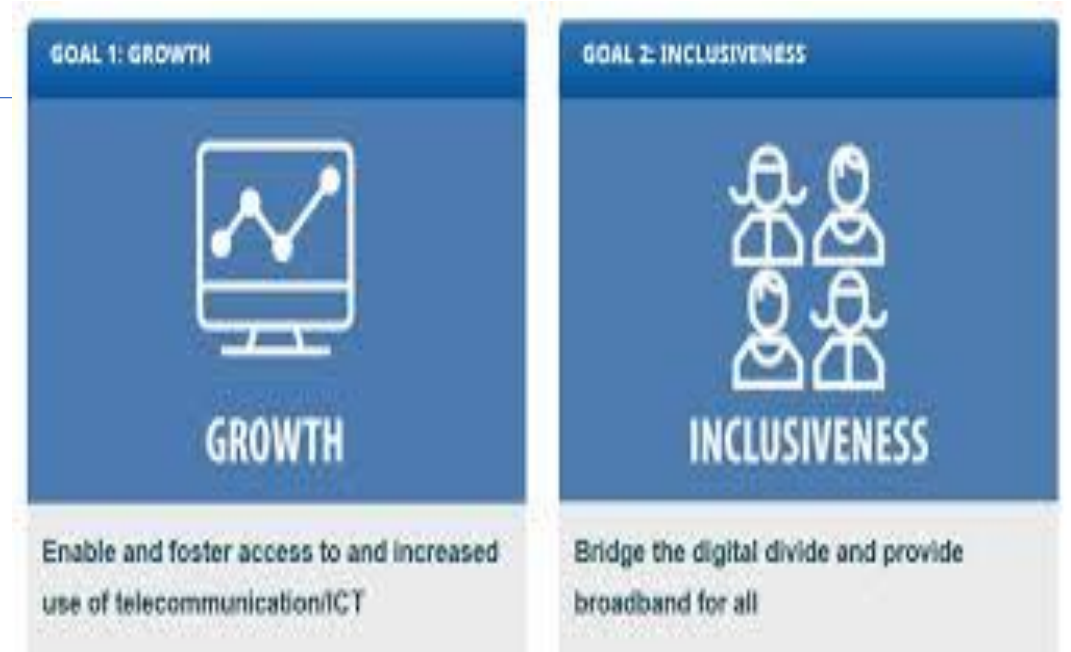 GOAL 1: GROWTH
GROWTH
Enable and foster access to and increased
use of telecommunication/ICT
GOAL 2: INCLUSIVENESS
INCLUSIVENESS
Bridge the digital divide and provide
broadband for all